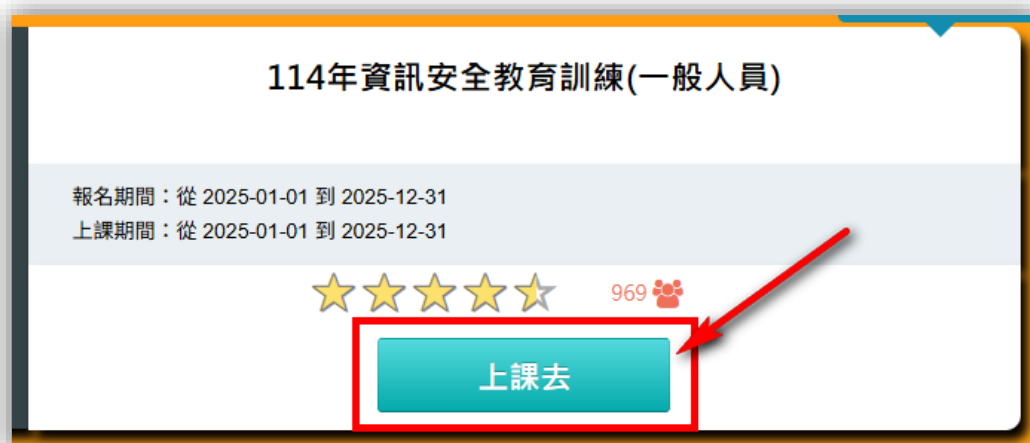 114年資訊安全教育訓練(一般人員)
報名期間：從 2025-01-01 到 2025-12-31
上課期間：從 2025-01-01 到 2025-12-31
969
上課去